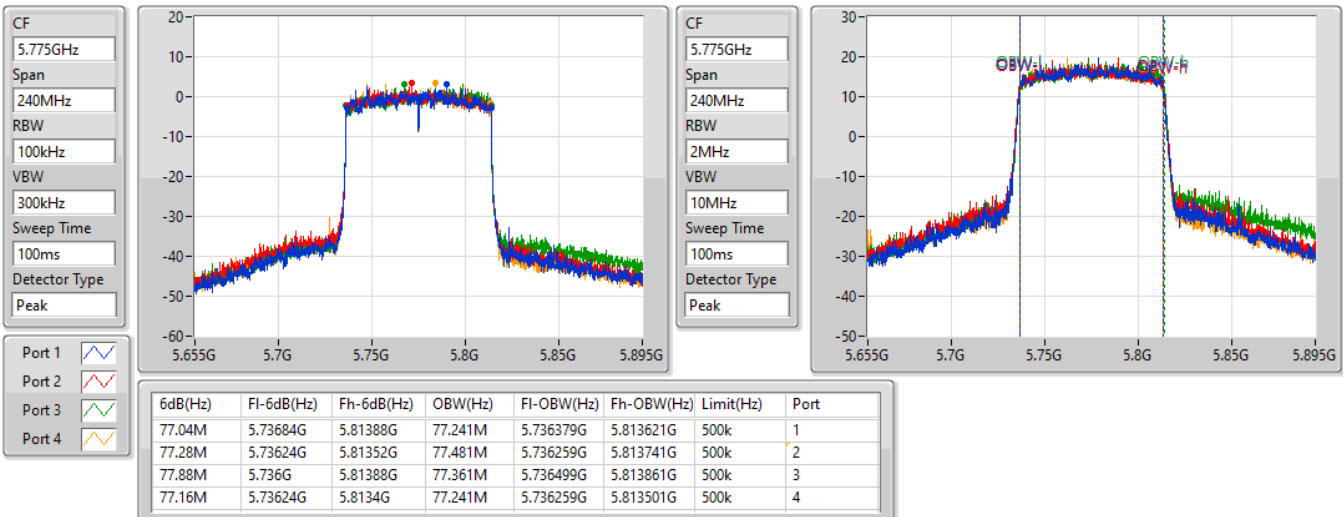 CF
5.775GHz
Span
240MHz
RBW
100kHz
VBW
300kHz
Sweep Time
100ms
Detector Type
Peak
20
10
0
-10
-20
-30
-40
-50
-60
5.655G 5.7G 5.75G 5.8G 5.85G 5.895G
CF
5.775GHz
Span
240MHz
RBW
2MHz
VBW
10MHz
Sweep Time
100ms
Detector Type
Peak
30
20
10
0
-10
-20
-30
-40
-50
OBW-l OBW-h
5.655G 5.7G 5.75G 5.8G 5.85G 5.895G
Port 1
Port 2
Port 3
Port 4
6dB(Hz) Fl-6dB(Hz) Fh-6dB(Hz) OBW(Hz) Fl-OBW(Hz) Fh-OBW(Hz) Limit(Hz) Port
77.04M 5.73684G 5.81388G 77.241M 5.736379G 5.813621G 500k 1
77.28M 5.73624G 5.81352G 77.481M 5.736259G 5.813741G 500k 2
77.88M 5.736G 5.81388G 77.361M 5.736499G 5.813861G 500k 3
77.16M 5.73624G 5.8134G 77.241M 5.736259G 5.813501G 500k 4